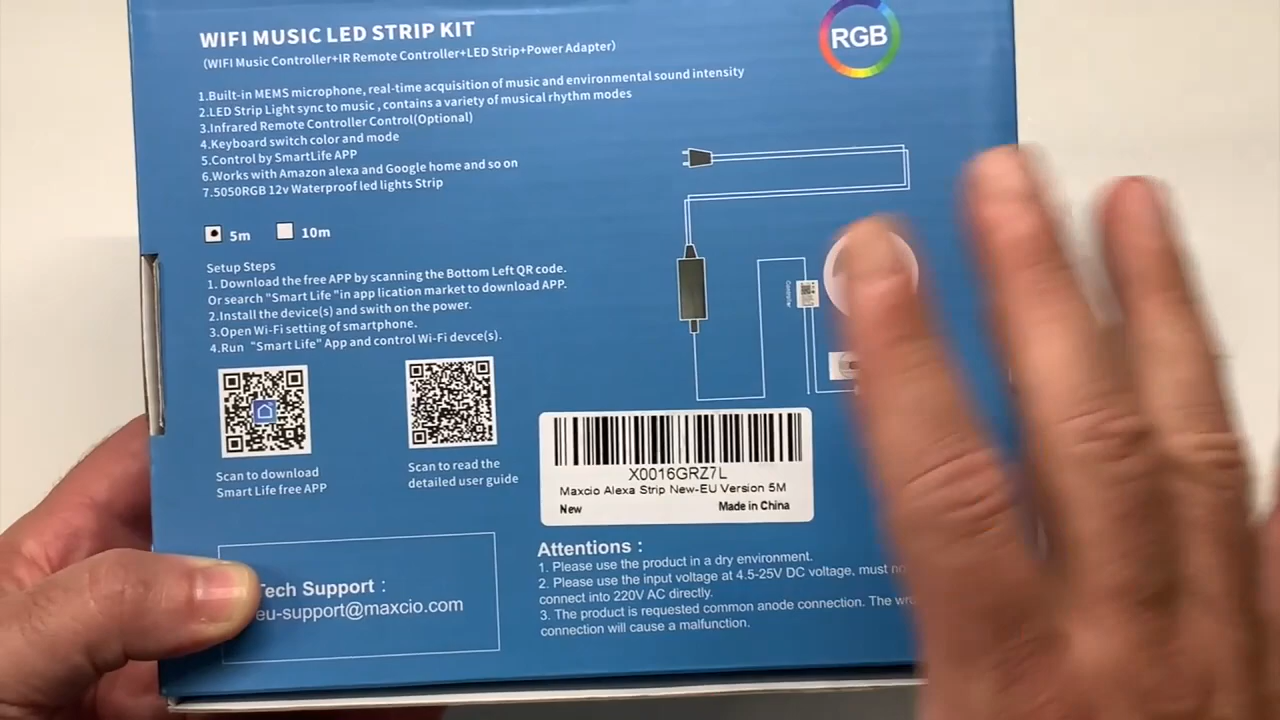 WIFI MUSIC LED STRIP KIT
(WIFI Music Controller+IR Remote Controller+LED Strip+Power Adapter)
RGB
1.Built-in MEMS microphone, real-time acquisition of music and environmental sound intensity
2.LED Strip Light sync to music , contains a variety of musical rhythm modes
3.Infrared Remote Controller Control(Optional)
4.Keyboard switch color and mode
5.Control by SmartLife APP
6.Works with Amazon alexa and Google home and so on
7.5050RGB 12v Waterproof led lights Strip
5m 10m
Setup Steps
1. Download the free APP by scanning the Bottom Left QR code.
Or search "Smart Life "in app lication market to download APP.
2.Install the device(s) and swith on the power.
3.Open Wi-Fi setting of smartphone.
4.Run "Smart Life" App and control Wi-Fi devce(s).
Controller
Scan to download
Smart Life free APP
Scan to read the
detailed user guide
X0016GRZ7L
Maxcio Alexa Strip New-EU Version 5M
New Made in China
Tech Support :
eu-support@maxcio.com
Attentions :
1. Please use the product in a dry environment.
2. Please use the input voltage at 4.5-25V DC voltage, must
connect into 220V AC directly.
3. The product is requested common anode connection. The
connection will cause a malfunction.